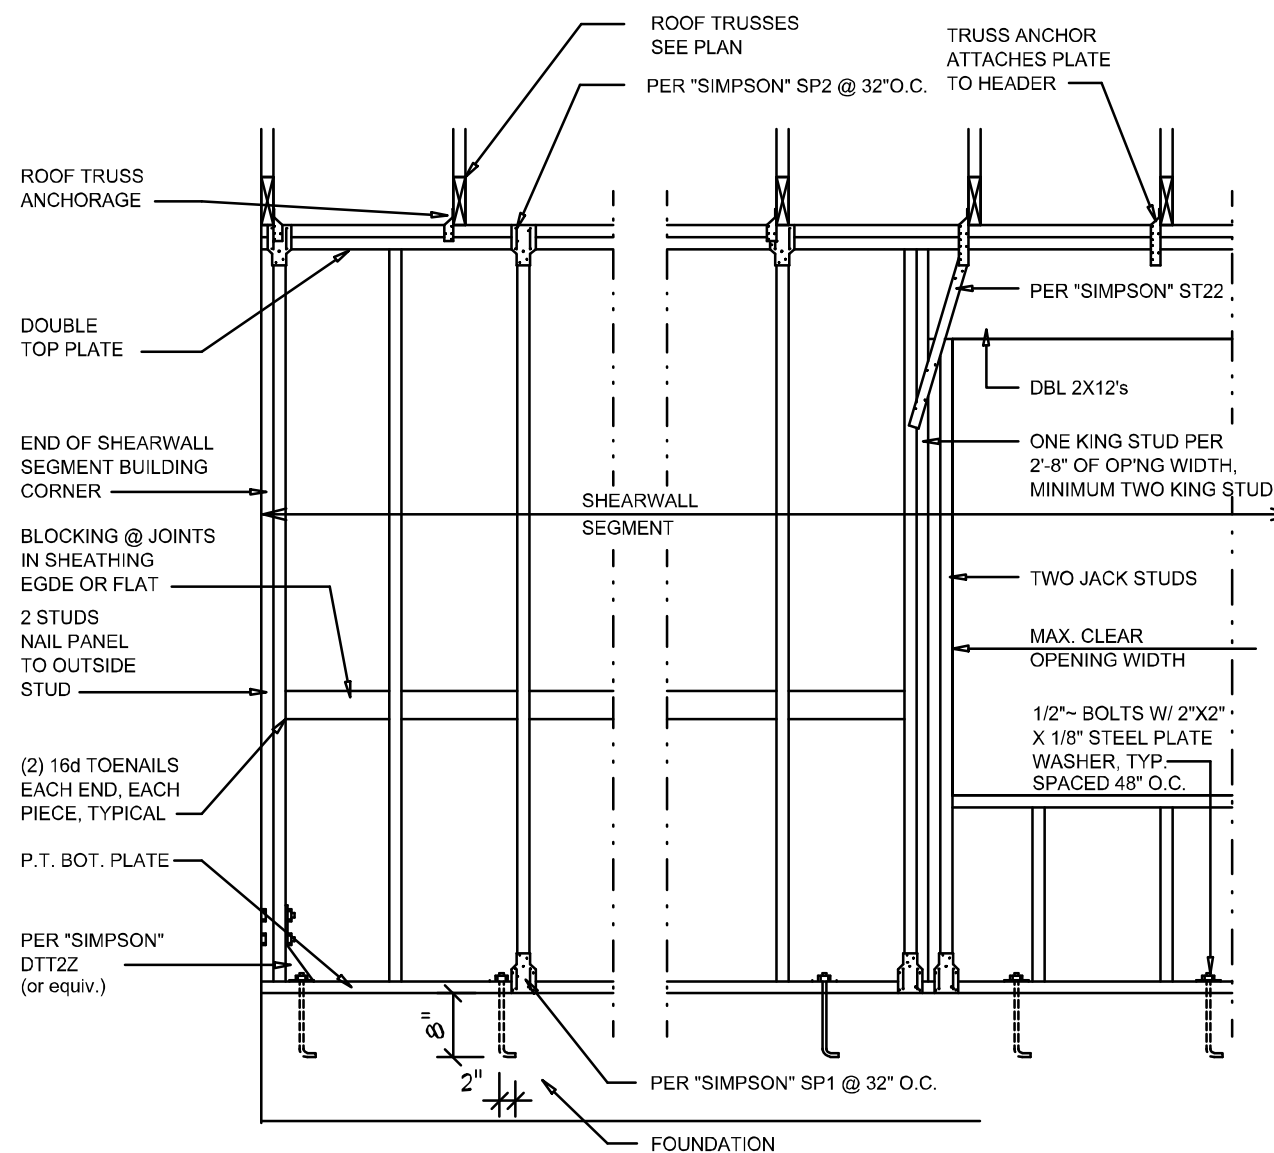 ROOF TRUSSES
SEE PLAN
PER "SIMPSON" SP2 @ 32"O.C.
TRUSS ANCHOR
ATTACHES PLATE
TO HEADER
ROOF TRUSS
ANCHORAGE
PER "SIMPSON" ST22
DOUBLE
TOP PLATE
DBL 2X12's
END OF SHEARWALL
SEGMENT BUILDING
CORNER
ONE KING STUD PER
2'-8" OF OP'NG WIDTH,
MINIMUM TWO KING STUD
SHEARWALL
SEGMENT
BLOCKING @ JOINTS
IN SHEATHING
EGDE OR FLAT
TWO JACK STUDS
2 STUDS
NAIL PANEL
TO OUTSIDE
STUD
MAX. CLEAR
OPENING WIDTH
1/2"~ BOLTS W/ 2"X2"
X 1/8" STEEL PLATE
WASHER, TYP.
SPACED 48" O.C.
(2) 16d TOENAILS
EACH END, EACH
PIECE, TYPICAL
P.T. BOT. PLATE
PER "SIMPSON"
DTT2Z
(or equiv.)
8"
2"
PER "SIMPSON" SP1 @ 32" O.C.
FOUNDATION